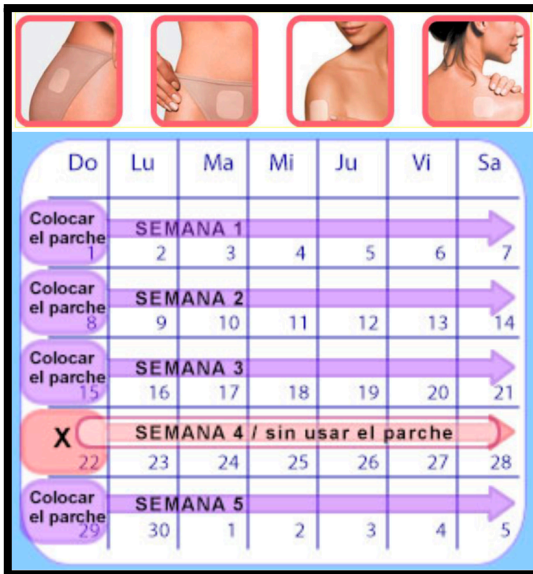 Do Lu Ma Mi Ju Vi Sa
Colocar
el parche SEMANA 1
1 2 3 4 5 6 7
Colocar
el parche SEMANA 2
8 9 10 11 12 13 14
Colocar
el parche SEMANA 3
15 16 17 18 19 20 21
X SEMANA 4 / sin usar el parche
22 23 24 25 26 27 28
Colocar
el parche SEMANA 5
29 30 1 2 3 4 5